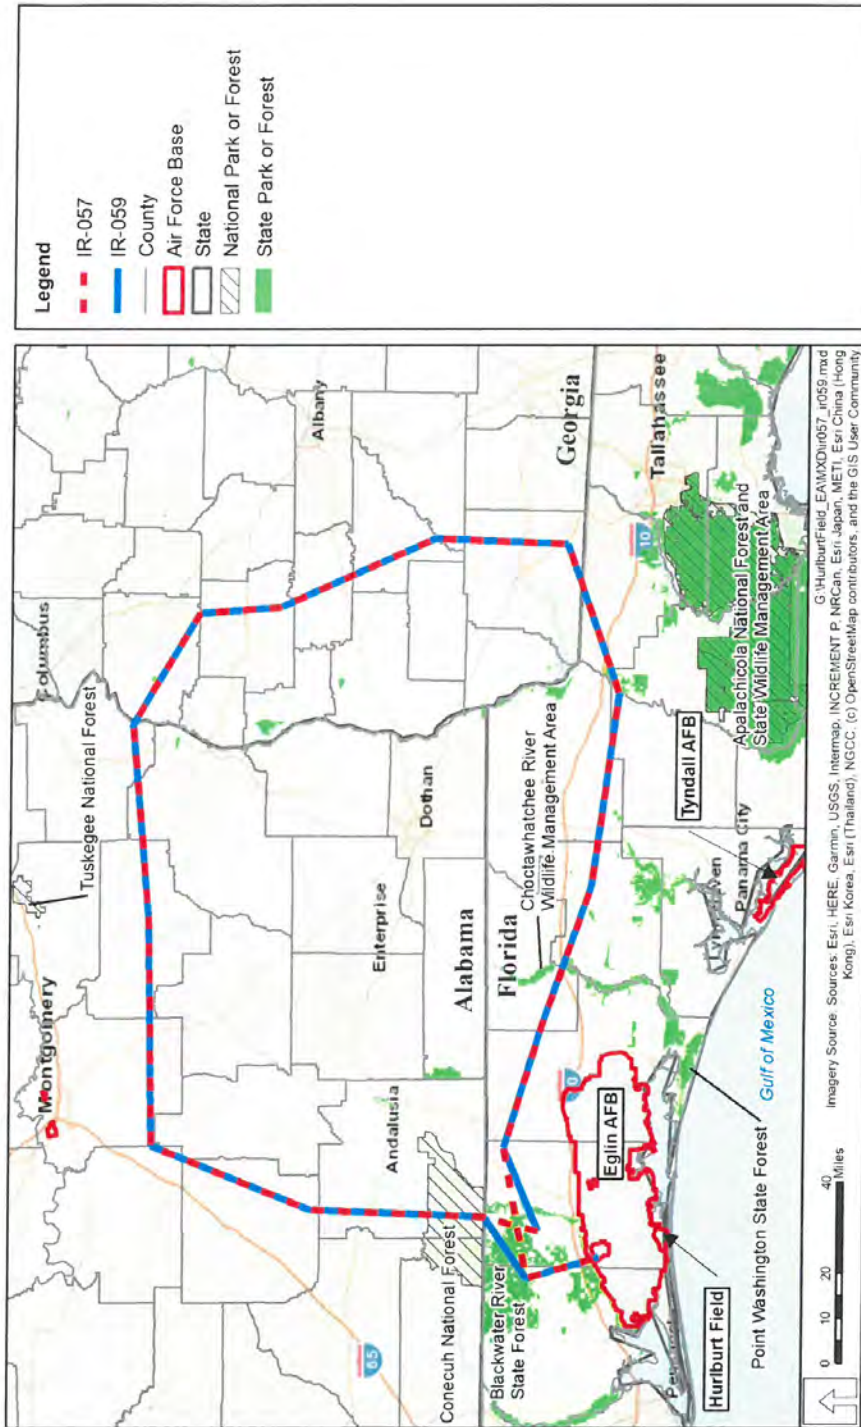 Legend
IR-057
IR-059
County
Air Force Base
State
National Park or Forest
State Park or Forest
Columbus
Tuskegee National Forest
Montgomery
Albany
Dothan
Enterprise
Andalusia
Conecuh National Forest
65
Alabama
Florida
Georgia
Choctawhatchee River
Wildlife Management Area
Blackwater River
State Forest
10
Tallahassee
Apalachicola National Forest and
State Wildlife Management Area
Tyndall AFB
Panama City
Eglin AFB
Hurlburt Field
Point Washington State Forest
Gulf of Mexico
0 10 20 40
Miles
G:\HurlburtField_EA\MXD\ir057_ir059.mxd
Imagery Source: Sources: Esri, HERE, Garmin, USGS, Intermap, INCREMENT P, NRCan, Esri Japan, METI, Esri China (Hong
Kong), Esri Korea, Esri (Thailand), NGCC, (c) OpenStreetMap contributors, and the GIS User Community